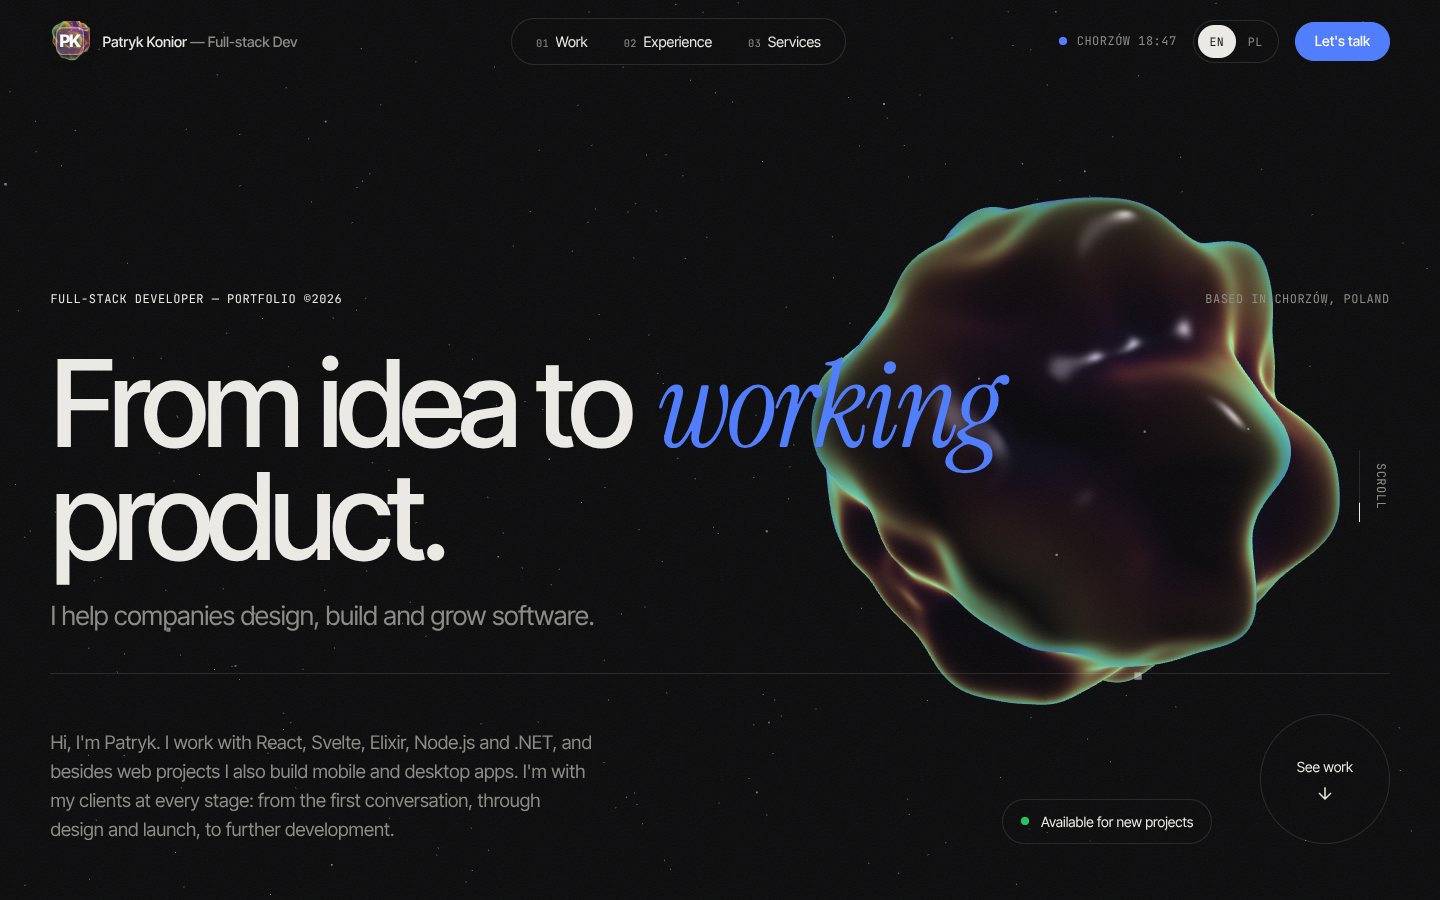 PK
Patryk Konior — Full-stack Dev
01 Work
02 Experience
03 Services
CHORZÓW 18:47
EN
PL
Let's talk
FULL-STACK DEVELOPER — PORTFOLIO ©2026
BASED IN CHORZÓW, POLAND
From idea to working
product.
SCROLL
I help companies design, build and grow software.
Hi, I'm Patryk. I work with React, Svelte, Elixir, Node.js and .NET, and
besides web projects I also build mobile and desktop apps. I'm with
my clients at every stage: from the first conversation, through
design and launch, to further development.
See work
Available for new projects